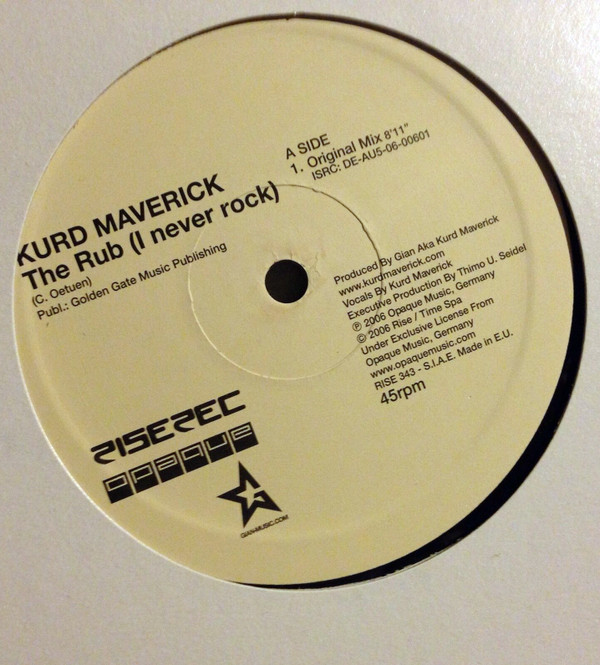 KURD MAVERICK
The Rub (I never rock)
(C. Oetuen)
Publ.: Golden Gate Music Publishing
A SIDE
1. Original Mix 8'11"
ISRC: DE-AU5-06-00601
Produced By Gian Aka Kurd Maverick
www.kurdmaverick.com
Vocals By Kurd Maverick
Executive Production By Thimo U. Seidel
℗ 2006 Opaque Music, Germany
© 2006 Rise / Time Spa
Under Exclusive License From
Opaque Music, Germany
www.opaquemusic.com
RISE 343 - S.I.A.E. Made in E.U.
45rpm
RISEREC
opaque
G
GIAN-MUSIC.COM